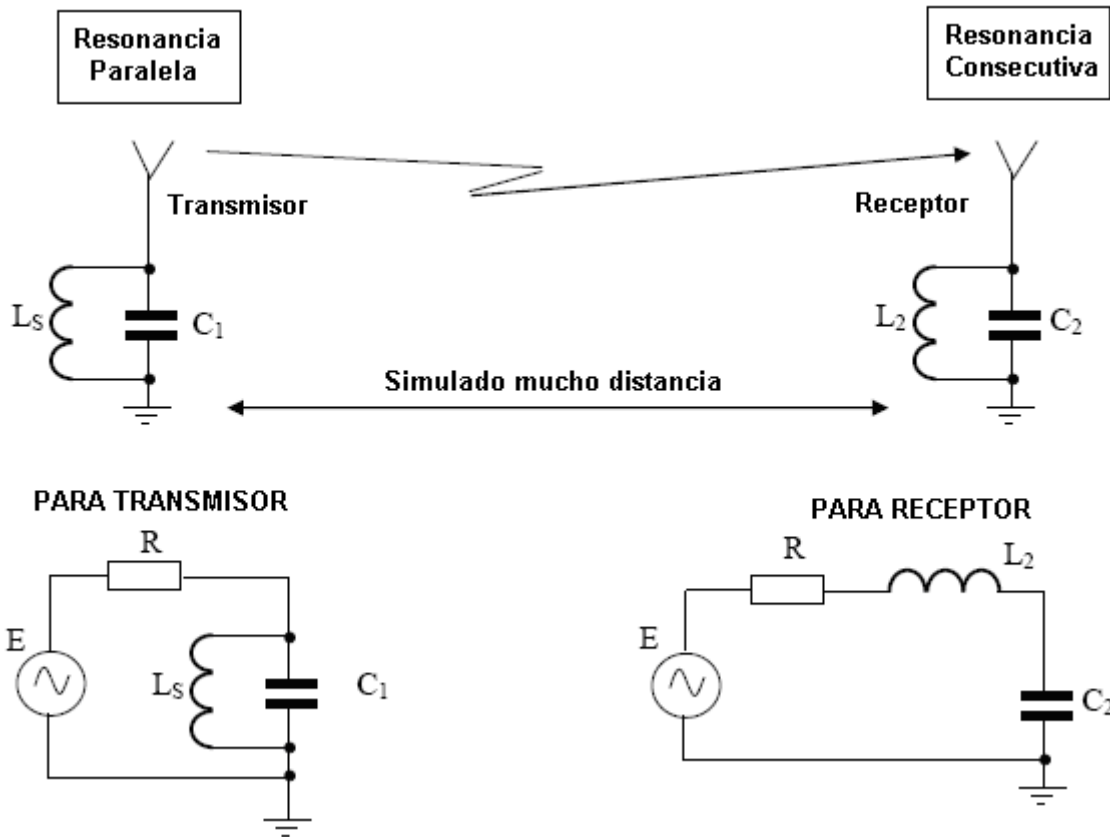 Resonancia
Paralela
Resonancia
Consecutiva
Transmisor
Receptor
LS
C1
L2
C2
Simulado mucho distancia
PARA TRANSMISOR
PARA RECEPTOR
R
E
LS
C1
R
L2
E
C2